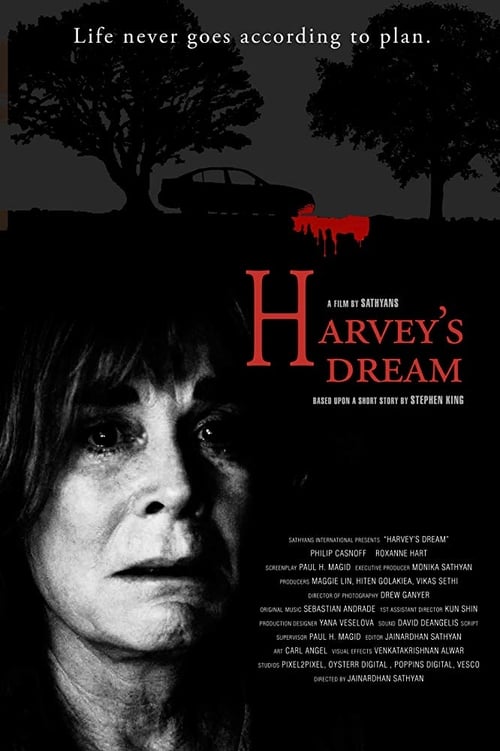 Life never goes according to plan.
A FILM BY SATHYANS
HARVEY'S
DREAM
BASED UPON A SHORT STORY BY STEPHEN KING
SATHYANS INTERNATIONAL PRESENTS "HARVEY'S DREAM"
PHILIP CASNOFF ROXANNE HART
SCREENPLAY PAUL H. MAGID EXECUTIVE PRODUCER MONIKA SATHYAN
PRODUCERS MAGGIE LIN, HITEN GOLAKIEA, VIKAS SETHI
DIRECTOR OF PHOTOGRAPHY DREW GANYER
ORIGINAL MUSIC SEBASTIAN ANDRADE 1ST ASSISTANT DIRECTOR KUN SHIN
PRODUCTION DESIGNER YANA VESELOVA SOUND DAVID DEANGELIS SCRIPT
SUPERVISOR PAUL H. MAGID EDITOR JAINARDHAN SATHYAN
ART CARL ANGEL VISUAL EFFECTS VENKATAKRISHNAN ALWAR
STUDIOS PIXEL2PIXEL, OYSTERR DIGITAL , POPPINS DIGITAL, VESCO
DIRECTED BY JAINARDHAN SATHYAN